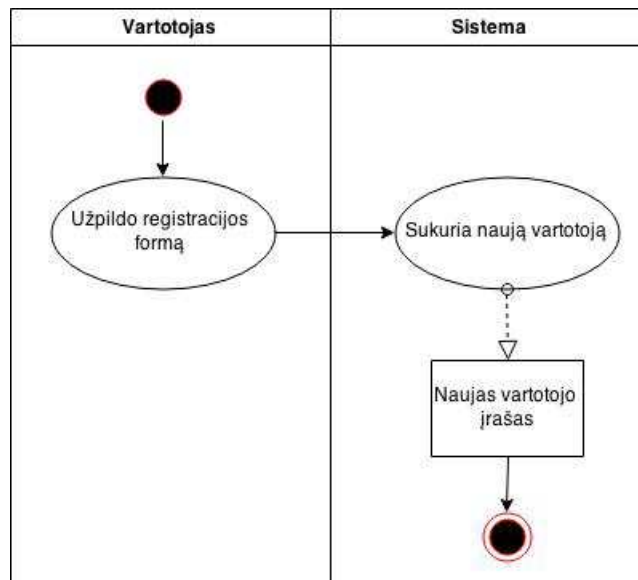 Vartotojas
Sistema
Užpildo registracijos
formą
Sukuria naują vartotoją
Naujas vartotojo
įrašas